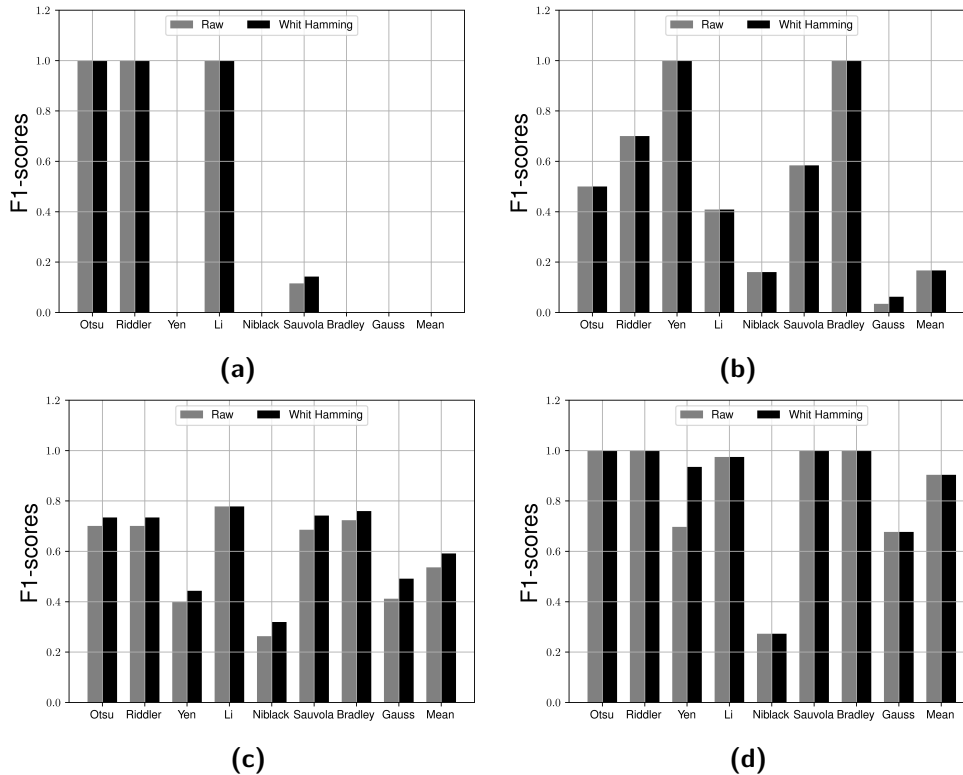 Raw Whit Hamming
1.2
1.0
0.8
0.6
0.4
0.2
0.0
F1-scores
Otsu Riddler Yen Li Niblack Sauvola Bradley Gauss Mean
(a)
Raw Whit Hamming
1.2
1.0
0.8
0.6
0.4
0.2
0.0
F1-scores
Otsu Riddler Yen Li Niblack Sauvola Bradley Gauss Mean
(b)
Raw Whit Hamming
1.2
1.0
0.8
0.6
0.4
0.2
0.0
F1-scores
Otsu Riddler Yen Li Niblack Sauvola Bradley Gauss Mean
(c)
Raw Whit Hamming
1.2
1.0
0.8
0.6
0.4
0.2
0.0
F1-scores
Otsu Riddler Yen Li Niblack Sauvola Bradley Gauss Mean
(d)